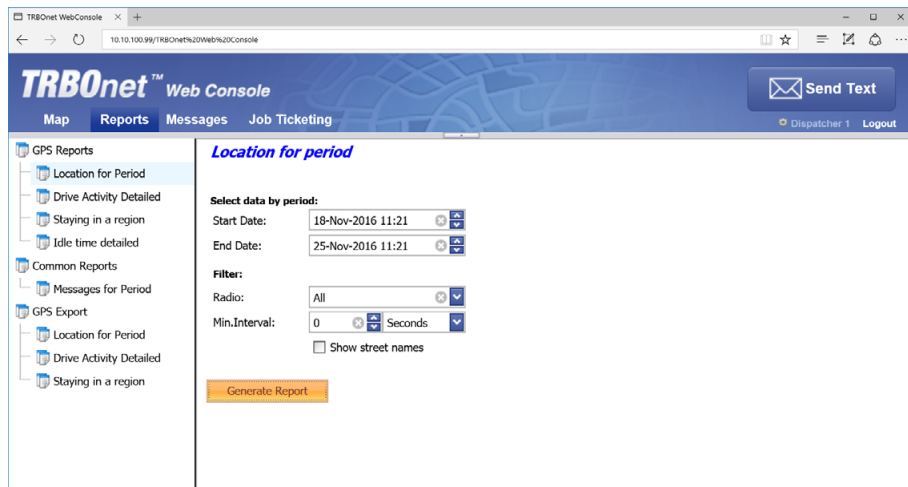 TRBOnet WebConsole
10.10.100.99/TRBOnet%20Web%20Console
TRBOnet™ Web Console
Send Text
Map Reports Messages Job Ticketing
Dispatcher 1 Logout
GPS Reports
Location for Period
Drive Activity Detailed
Staying in a region
Idle time detailed
Common Reports
Messages for Period
GPS Export
Location for Period
Drive Activity Detailed
Staying in a region
Location for period
Select data by period:
Start Date: 18-Nov-2016 11:21
End Date: 25-Nov-2016 11:21
Filter:
Radio: All
Min.Interval: 0 Seconds
Show street names
Generate Report